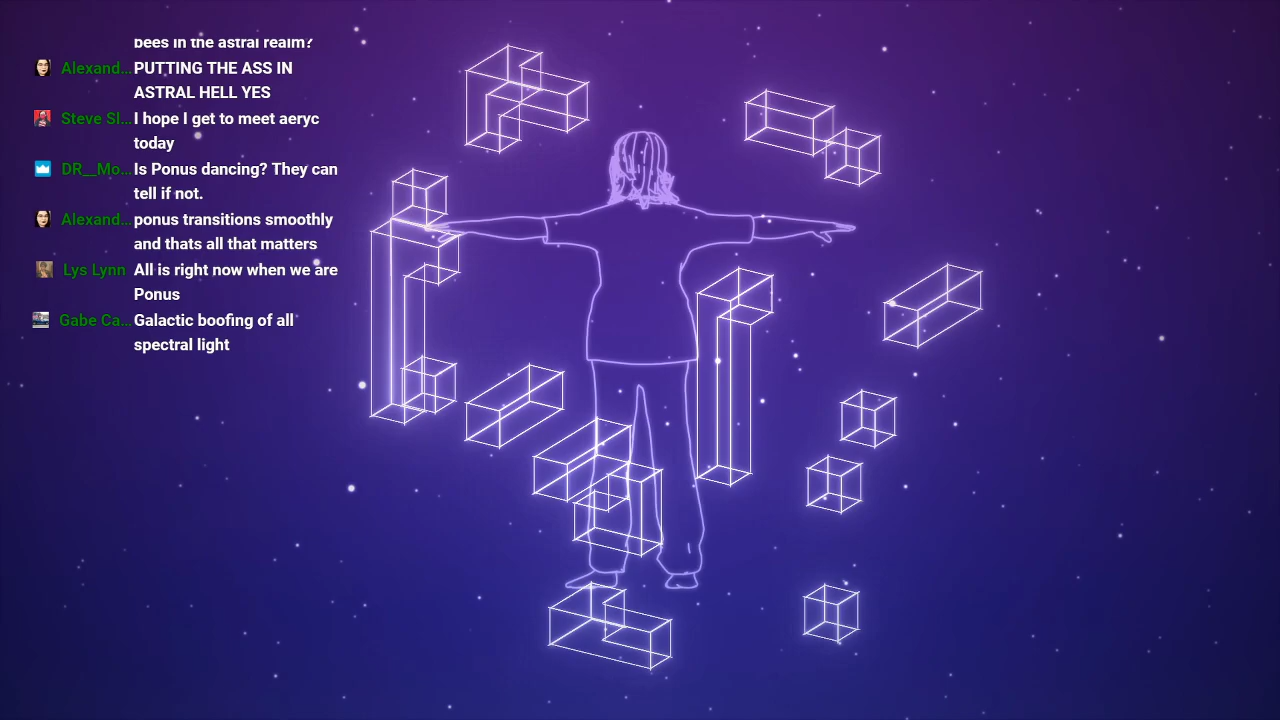 bees in the astral realm?
Alexand... PUTTING THE ASS IN
ASTRAL HELL YES
Steve Sl... I hope I get to meet aeryc
today
DR__Mo... Is Ponus dancing? They can
tell if not.
Alexand... ponus transitions smoothly
and thats all that matters
Lys Lynn All is right now when we are
Ponus
Gabe Ca... Galactic boofing of all
spectral light